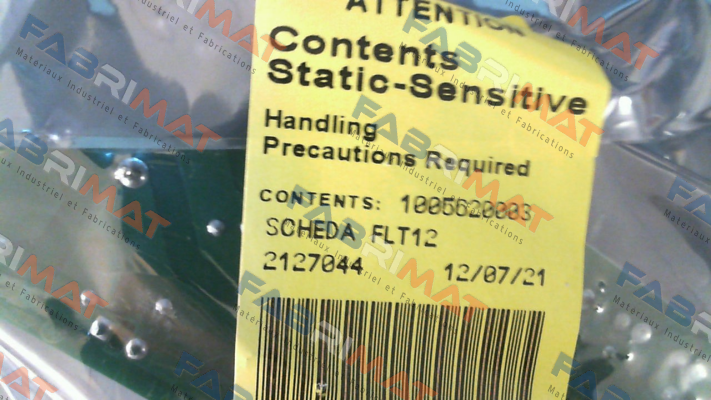 ATTENTION
Contents
Static-Sensitive
Handling
Precautions Required
CONTENTS: 1005620003
SCHEDA FLT12
2127044 12/07/21
FABRIMAT
Materiaux Industriel et Fabrications